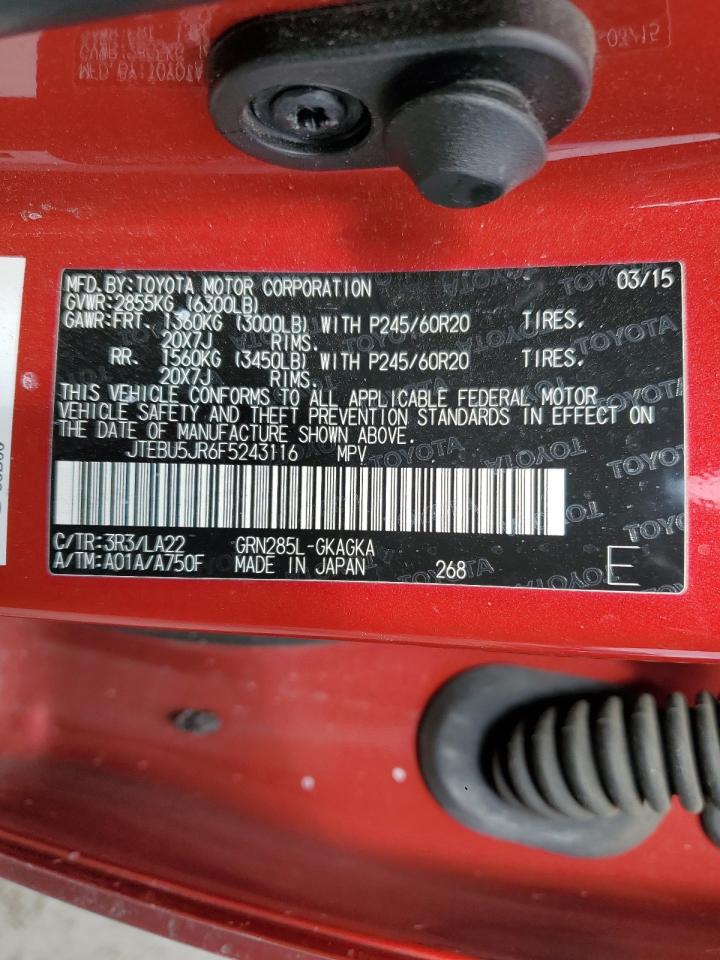 MFD. BY: TOYOTA MOTOR CORPORATION 03/15
GVWR: 2855KG (6300LB)
GAWR: FRT. 1360KG (3000LB) WITH P245/60R20 TIRES.
20X7J RIMS.
RR. 1560KG (3450LB) WITH P245/60R20 TIRES.
20X7J RIMS.
THIS VEHICLE CONFORMS TO ALL APPLICABLE FEDERAL MOTOR
VEHICLE SAFETY AND THEFT PREVENTION STANDARDS IN EFFECT ON
THE DATE OF MANUFACTURE SHOWN ABOVE.
JTEBU5JR6F5243116 MPV
C/TR: 3R3/LA22 GRN285L-GKAGKA
A/TM: A01A/A750F MADE IN JAPAN 268 E